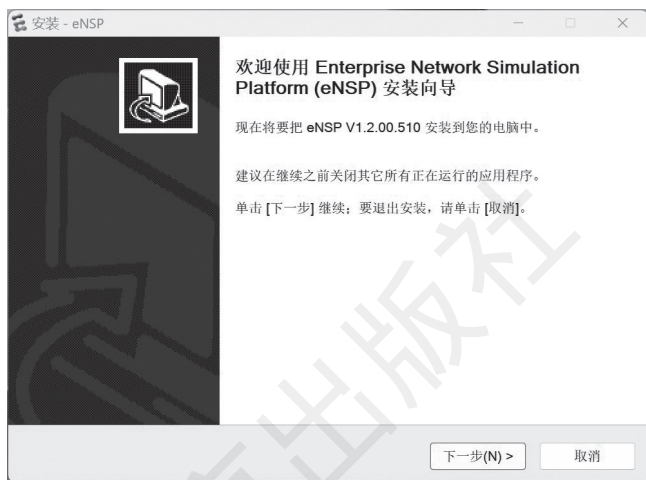 安装 - eNSP
欢迎使用 Enterprise Network Simulation
Platform (eNSP) 安装向导
现在将要把 eNSP V1.2.00.510 安装到您的电脑中。
建议在继续之前关闭其它所有正在运行的应用程序。
单击 [下一步] 继续；要退出安装，请单击 [取消]。
下一步(N) >
取消